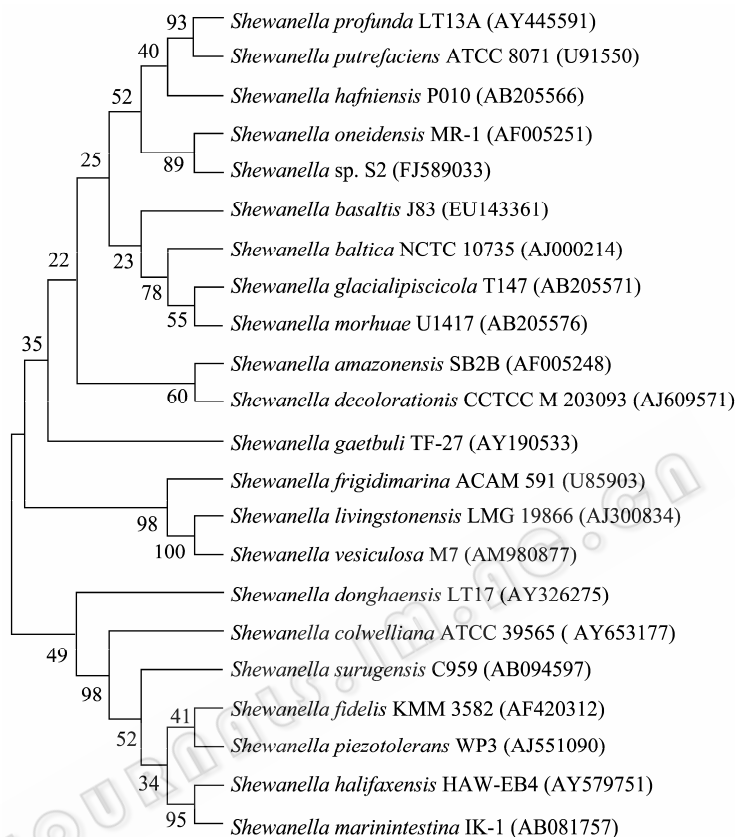 93
Shewanella profunda LT13A (AY445591)
40
Shewanella putrefaciens ATCC 8071 (U91550)
52
Shewanella hafniensis P010 (AB205566)
Shewanella oneidensis MR-1 (AF005251)
25
89
Shewanella sp. S2 (FJ589033)
Shewanella basaltis J83 (EU143361)
22
23
Shewanella baltica NCTC 10735 (AJ000214)
78
Shewanella glacialipiscicola T147 (AB205571)
55
Shewanella morhuae U1417 (AB205576)
35
Shewanella amazonensis SB2B (AF005248)
60
Shewanella decolorationis CCTCC M 203093 (AJ609571)
Shewanella gaetbuli TF-27 (AY190533)
Shewanella frigidimarina ACAM 591 (U85903)
98
Shewanella livingstonensis LMG 19866 (AJ300834)
100
Shewanella vesiculosa M7 (AM980877)
Shewanella donghaensis LT17 (AY326275)
49
Shewanella colwelliana ATCC 39565 ( AY653177)
98
Shewanella surugensis C959 (AB094597)
52
41
Shewanella fidelis KMM 3582 (AF420312)
Shewanella piezotolerans WP3 (AJ551090)
34
Shewanella halifaxensis HAW-EB4 (AY579751)
95
Shewanella marinintestina IK-1 (AB081757)
OURNALS.IM.AC.CN